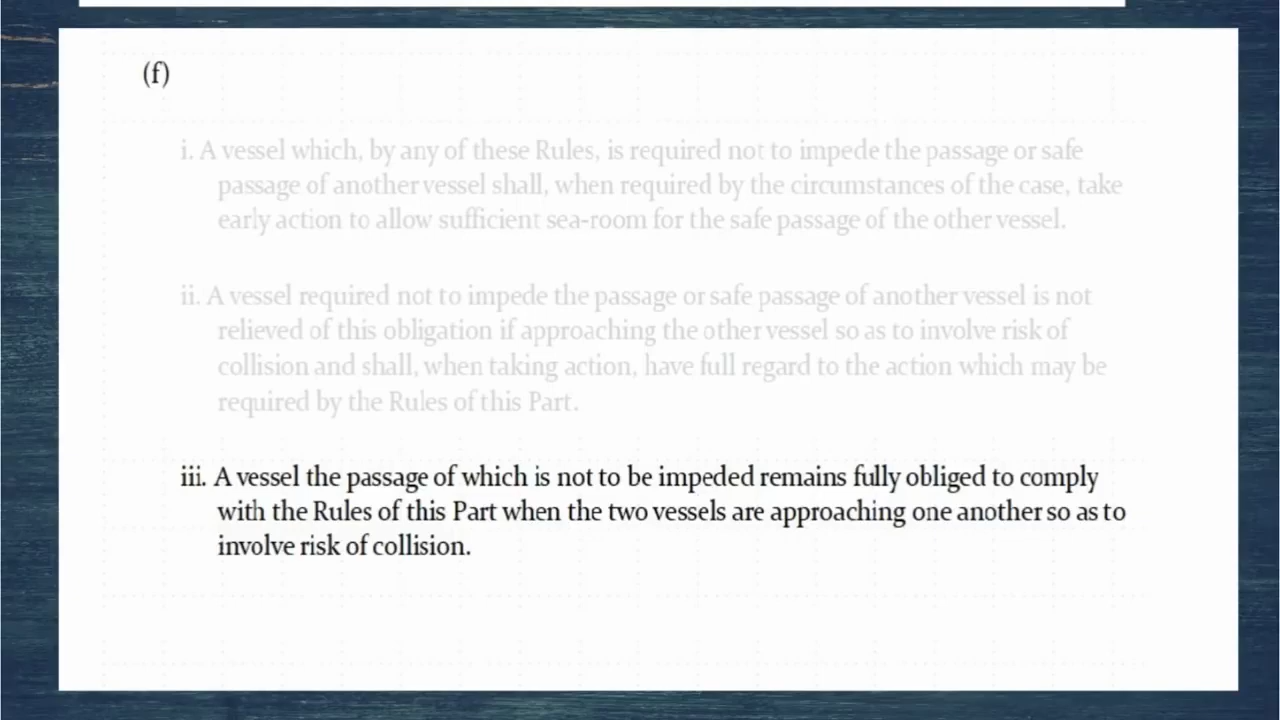 (f)
i. A vessel which, by any of these Rules, is required not to impede the passage or safe
passage of another vessel shall, when required by the circumstances of the case, take
early action to allow sufficient sea-room for the safe passage of the other vessel.
ii. A vessel required not to impede the passage or safe passage of another vessel is not
relieved of this obligation if approaching the other vessel so as to involve risk of
collision and shall, when taking action, have full regard to the action which may be
required by the Rules of this Part.
iii. A vessel the passage of which is not to be impeded remains fully obliged to comply
with the Rules of this Part when the two vessels are approaching one another so as to
involve risk of collision.